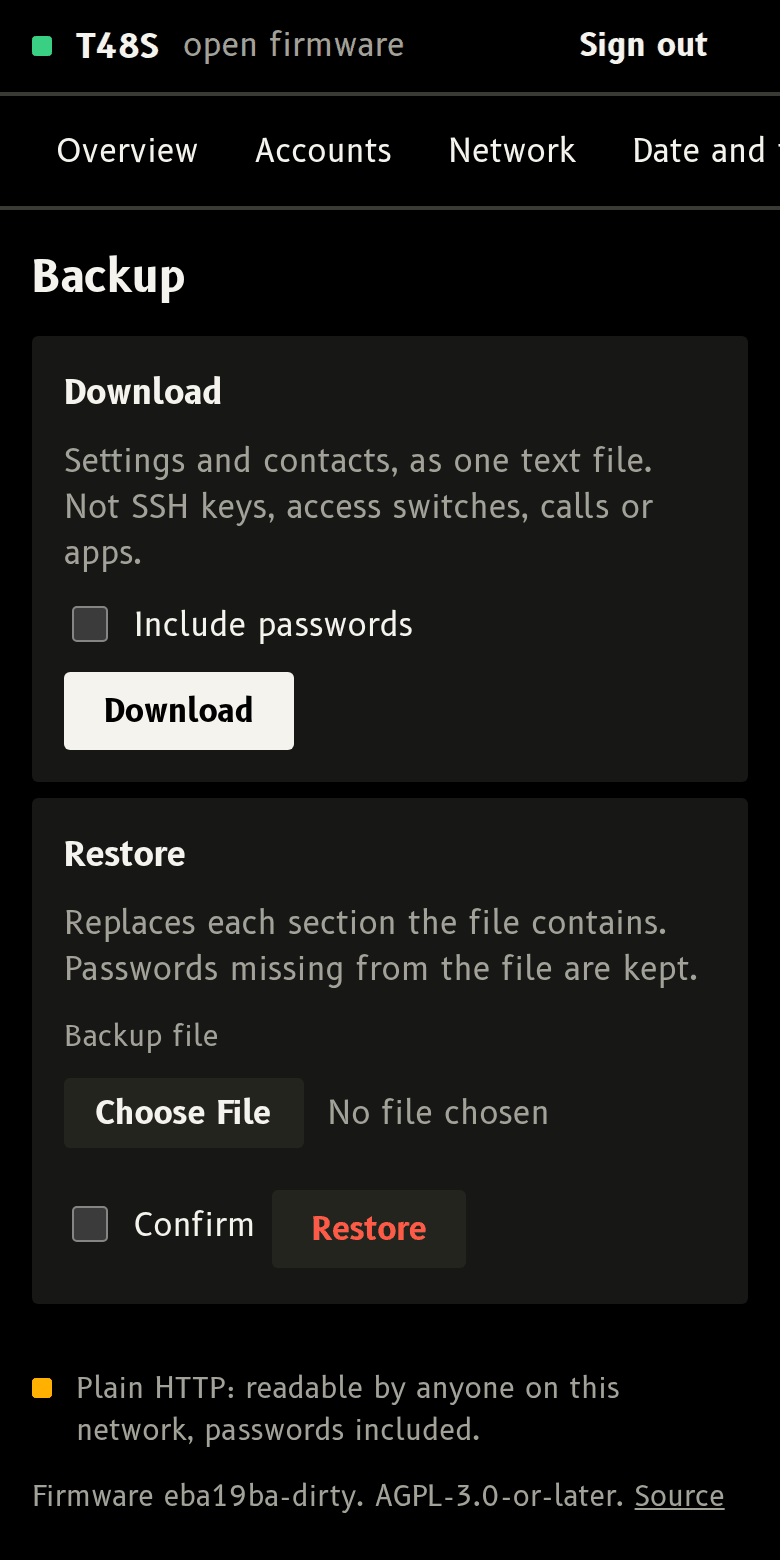 T48S open firmware Sign out
Overview Accounts Network Date and
Backup
Download
Settings and contacts, as one text file.
Not SSH keys, access switches, calls or
apps.
Include passwords
Download
Restore
Replaces each section the file contains.
Passwords missing from the file are kept.
Backup file
Choose File No file chosen
Confirm Restore
Plain HTTP: readable by anyone on this
network, passwords included.
Firmware eba19ba-dirty. AGPL-3.0-or-later. Source